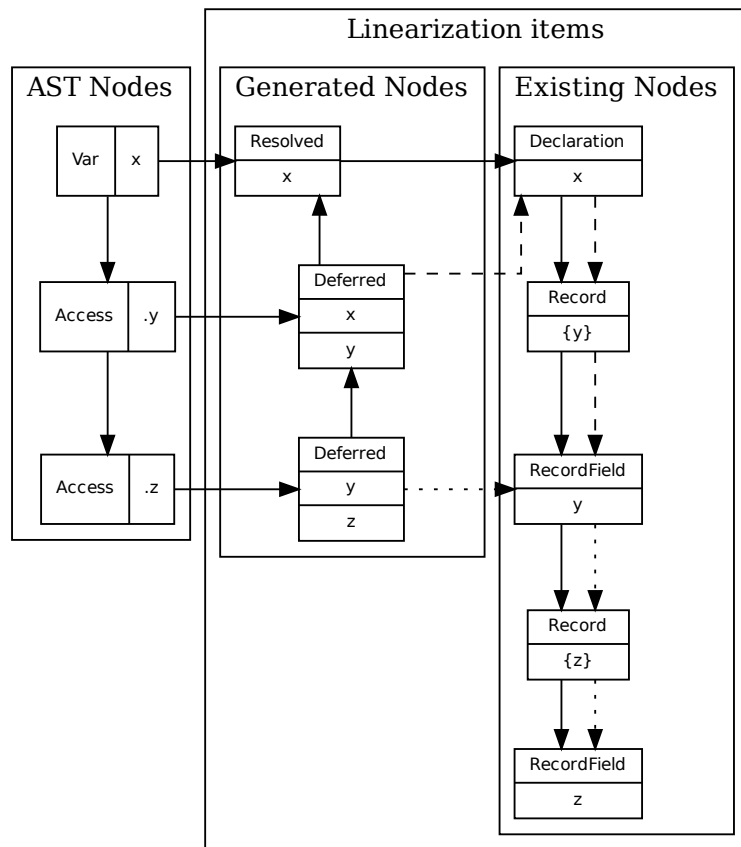 Linearization items
AST Nodes
Var x
Access .y
Access .z
Generated Nodes
Resolved
x
Deferred
x
y
Deferred
y
z
Existing Nodes
Declaration
x
Record
{y}
RecordField
y
Record
{z}
RecordField
z